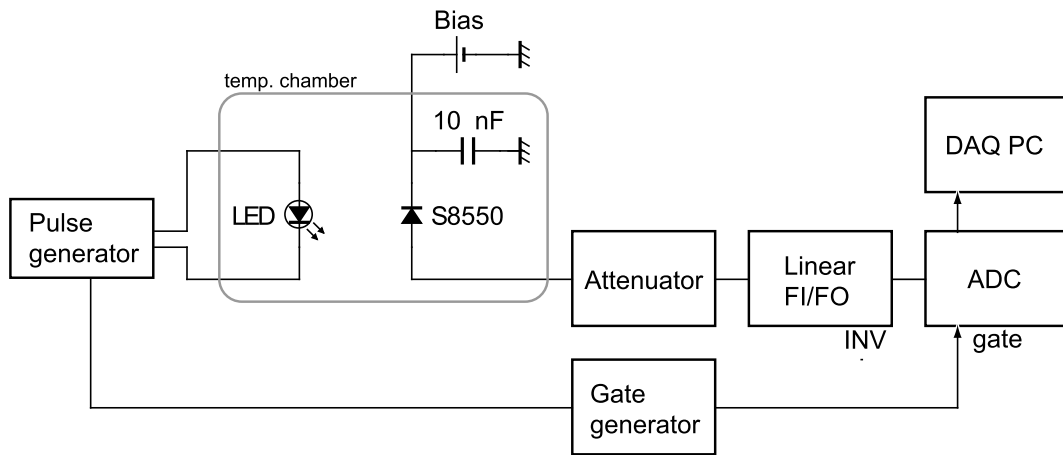 Bias
temp. chamber
10 nF
DAQ PC
LED
S8550
Pulse
generator
Attenuator
Linear
FI/FO
ADC
INV
gate
Gate
generator